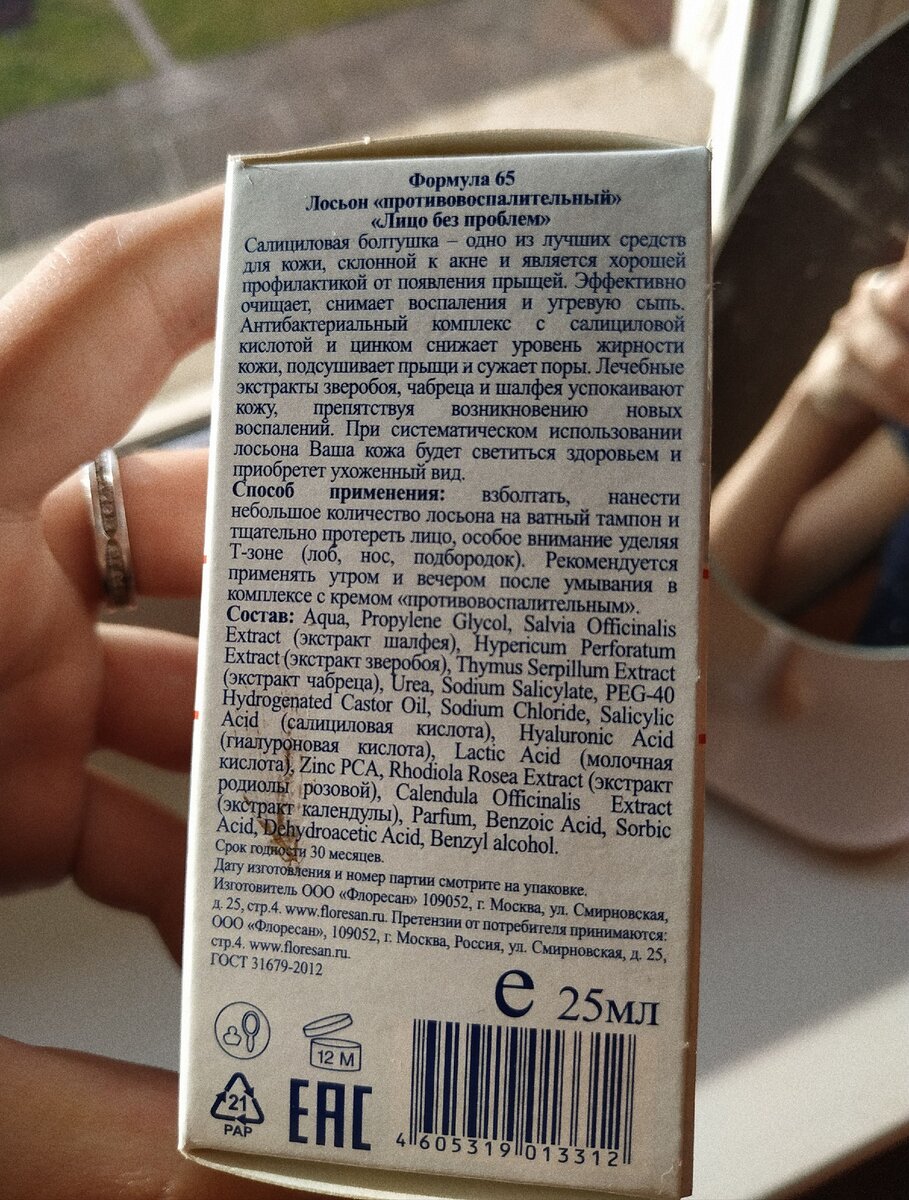 Формула 65
Лосьон «противовоспалительный»
«Лицо без проблем»
Салициловая болтушка – одно из лучших средств
для кожи, склонной к акне и является хорошей
профилактикой от появления прыщей. Эффективно
очищает, снимает воспаления и угревую сыпь.
Антибактериальный комплекс с салициловой
кислотой и цинком снижает уровень жирности
кожи, подсушивает прыщи и сужает поры. Лечебные
экстракты зверобоя, чабреца и шалфея успокаивают
кожу, препятствуя возникновению новых
воспалений. При систематическом использовании
лосьона Ваша кожа будет светиться здоровьем и
приобретет ухоженный вид.
Способ применения: взболтать, нанести
небольшое количество лосьона на ватный тампон и
тщательно протереть лицо, особое внимание уделяя
Т-зоне (лоб, нос, подбородок). Рекомендуется
применять утром и вечером после умывания в
комплексе с кремом «противовоспалительным».
Состав: Aqua, Propylene Glycol, Salvia Officinalis
Extract (экстракт шалфея), Hypericum Perforatum
Extract (экстракт зверобоя), Thymus Serpillum Extract
(экстракт чабреца), Urea, Sodium Salicylate, PEG-40
Hydrogenated Castor Oil, Sodium Chloride, Salicylic
Acid (салициловая кислота), Hyaluronic Acid
(гиалуроновая кислота), Lactic Acid (молочная
кислота), Zinc PCA, Rhodiola Rosea Extract (экстракт
родиолы розовой), Calendula Officinalis Extract
(экстракт календулы), Parfum, Benzoic Acid, Sorbic
Acid, Dehydroacetic Acid, Benzyl alcohol.
Срок годности 30 месяцев.
Дату изготовления и номер партии смотрите на упаковке.
Изготовитель ООО «Флоресан» 109052, г. Москва, ул. Смирновская,
д. 25, стр.4. www.floresan.ru. Претензии от потребителя принимаются:
ООО «Флоресан», 109052, г. Москва, Россия, ул. Смирновская, д. 25,
стр.4. www.floresan.ru.
ГОСТ 31679-2012
e 25мл
12 M
21
PAP
EAC
4 605319 013312